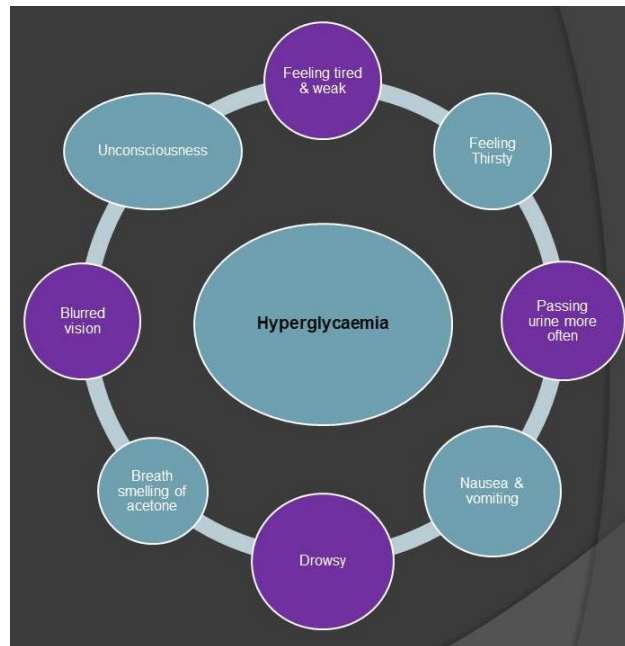 Feeling tired
& weak
Feeling
Thirsty
Passing
urine more
often
Nausea &
vomiting
Drowsy
Breath
smelling of
acetone
Blurred
vision
Unconsciousness
Hyperglycaemia